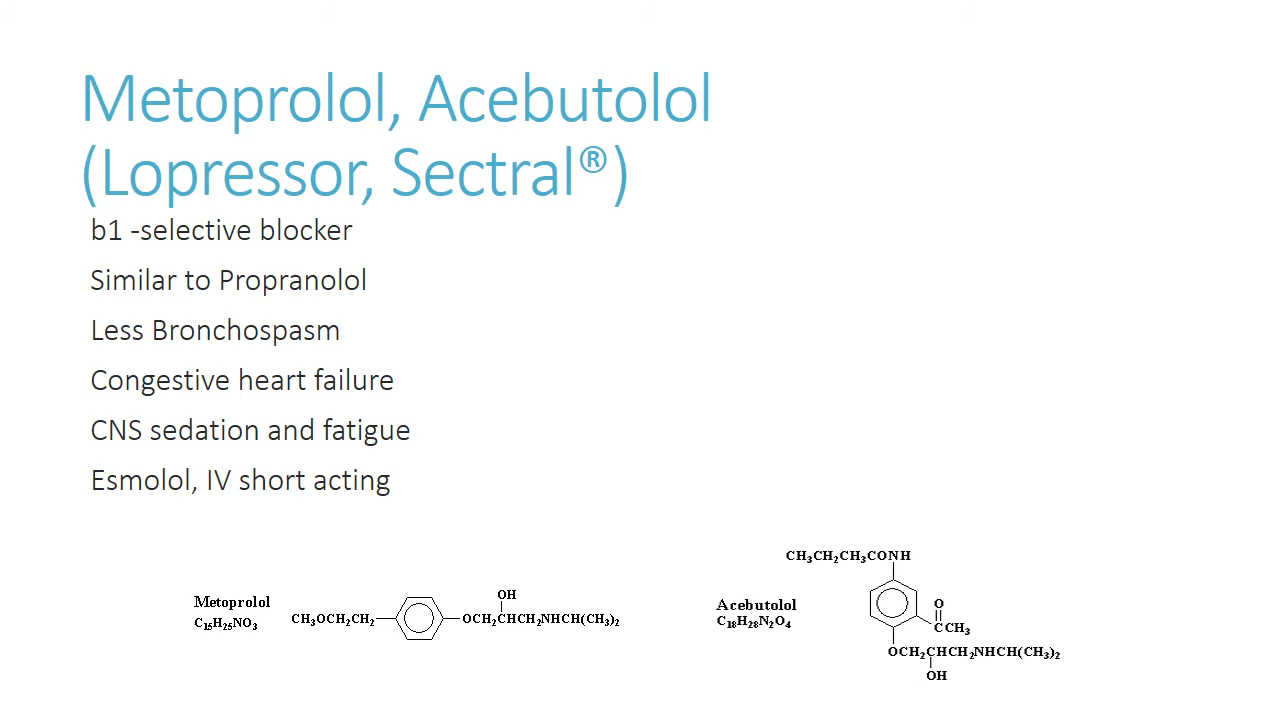 Metoprolol, Acebutolol
(Lopressor, Sectral®)
b1 -selective blocker
Similar to Propranolol
Less Bronchospasm
Congestive heart failure
CNS sedation and fatigue
Esmolol, IV short acting
Metoprolol
C₁₅H₂₅NO₃
OH
CH₃OCH₂CH₂ OCH₂CHCH₂NHCH(CH₃)₂
Acebutolol
C₁₈H₂₈N₂O₄
CH₃CH₂CH₃CONH
O
CCH₃
OCH₂CHCH₂NHCH(CH₃)₂
OH